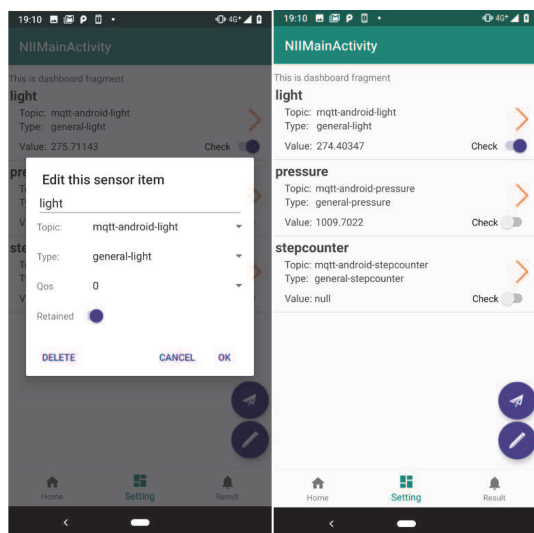 19:10 4G+
NIIMainActivity
This is dashboard fragment
light
Topic: mqtt-android-light
Type: general-light
Value: 275.71143 Check
pre
T
V
ste
T
T
V
Edit this sensor item
light
Topic: mqtt-android-light
Type: general-light
Qos 0
Retained
DELETE CANCEL OK
Home Setting Result
19:10 4G+
NIIMainActivity
This is dashboard fragment
light
Topic: mqtt-android-light
Type: general-light
Value: 274.40347 Check
pressure
Topic: mqtt-android-pressure
Type: general-pressure
Value: 1009.7022 Check
stepcounter
Topic: mqtt-android-stepcounter
Type: general-stepcounter
Value: null Check
Home Setting Result